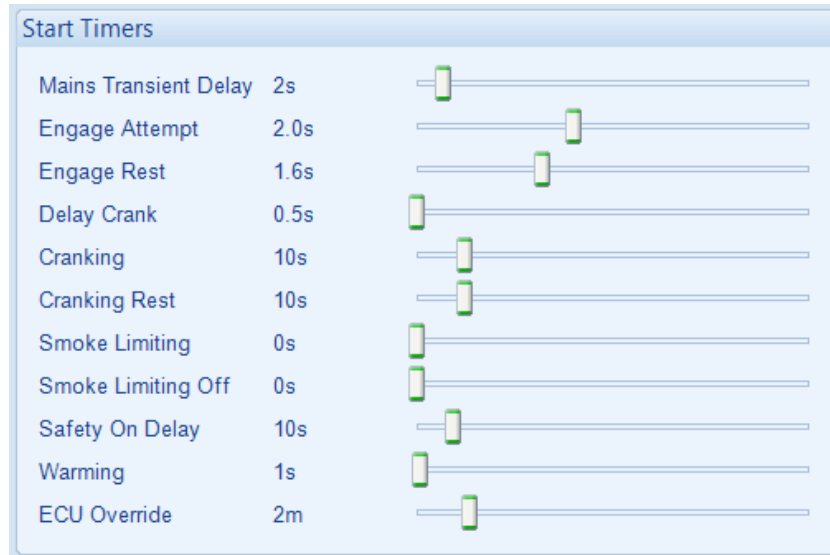 Start Timers
Mains Transient Delay 2s
Engage Attempt 2.0s
Engage Rest 1.6s
Delay Crank 0.5s
Cranking 10s
Cranking Rest 10s
Smoke Limiting 0s
Smoke Limiting Off 0s
Safety On Delay 10s
Warming 1s
ECU Override 2m